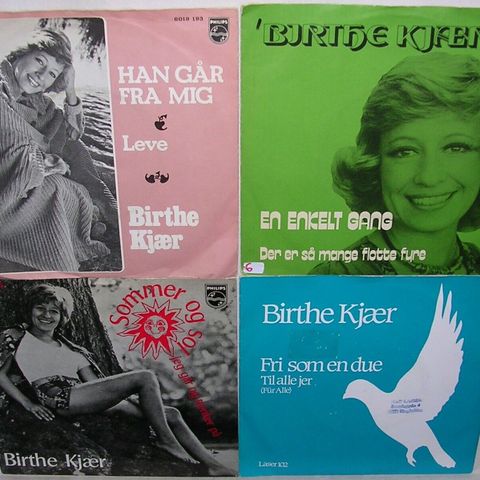 6018 193
PHILIPS
HAN GÅR
FRA MIG
Leve
Birthe
Kjær
'BIRTHE KJÆR
EN ENKELT GANG
Der er så mange flotte fyre
6
PHILIPS
Sommer og Sol
Birthe Kjær
Birthe Kjær
Fri som en due
Til alle jer
(Für Alle)
Laser 102